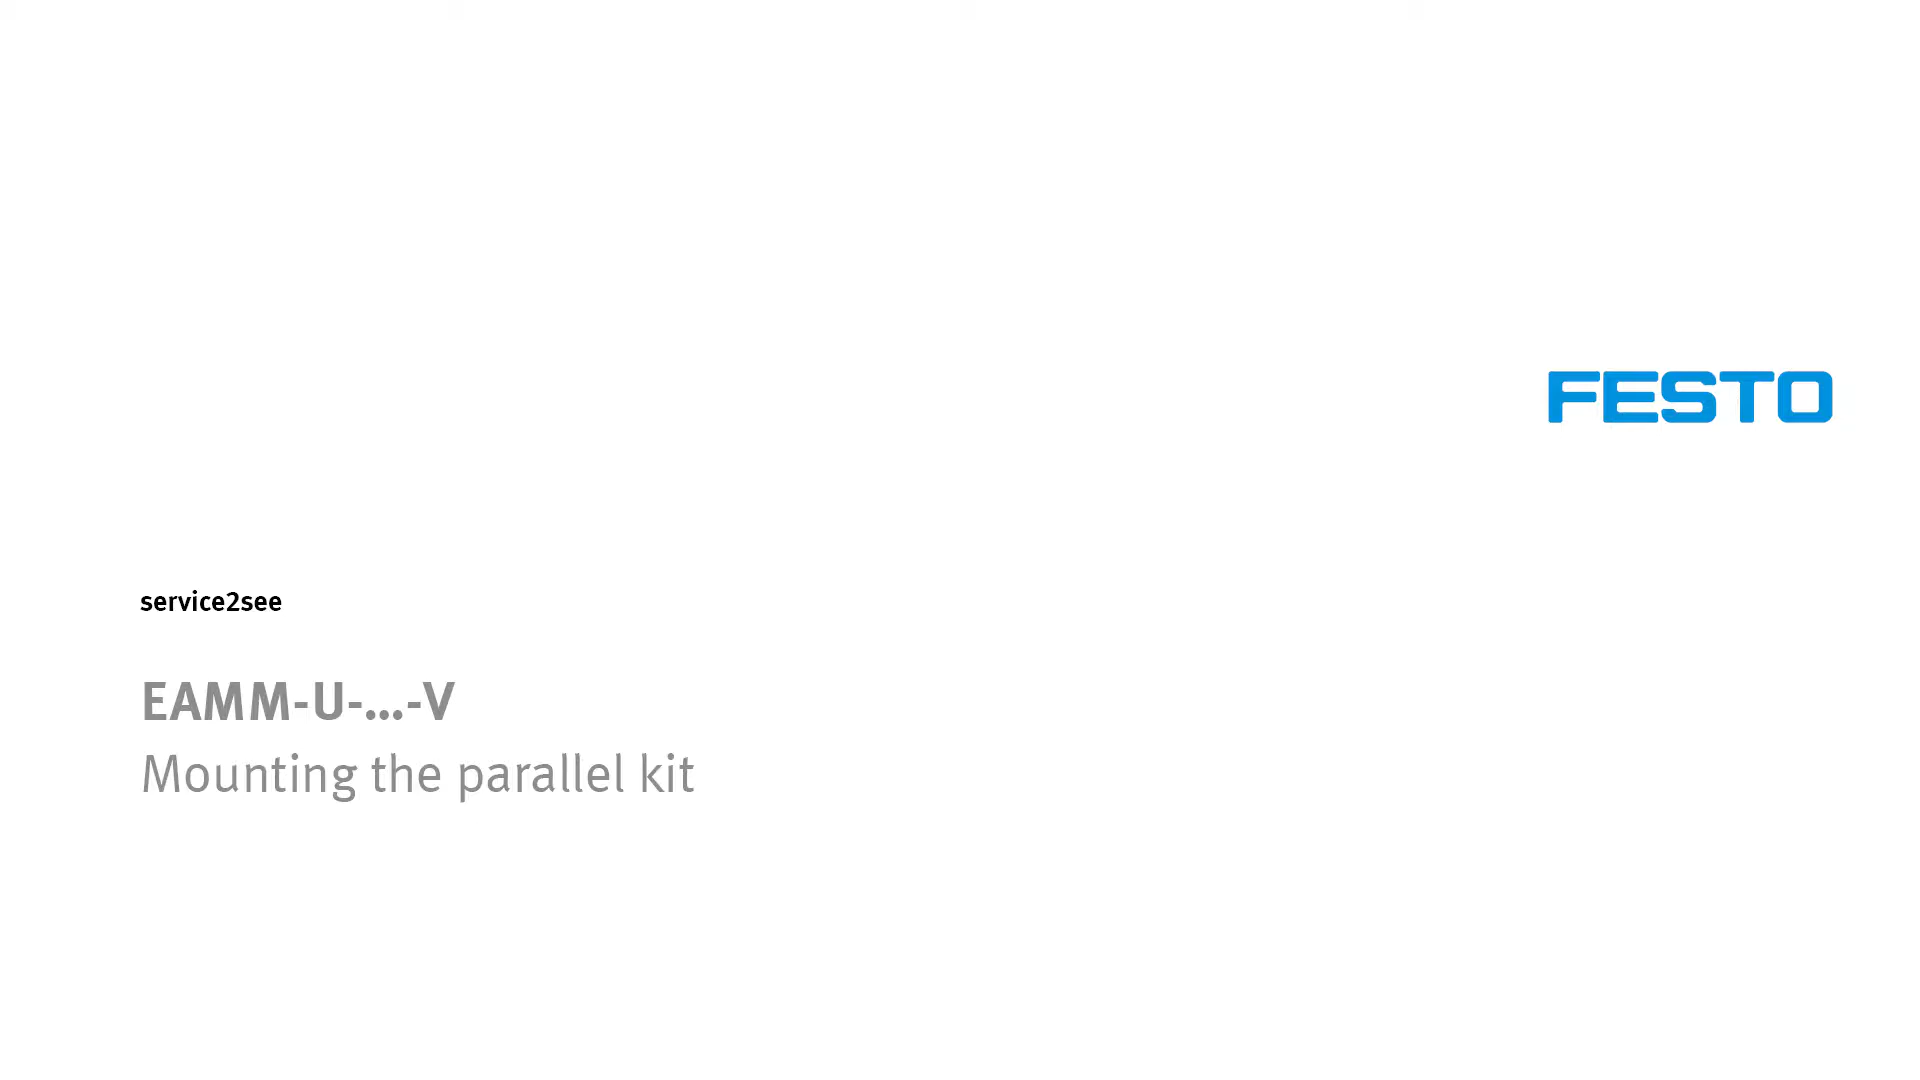 FESTO
service2see
EAMM-U-...-V
Mounting the parallel kit